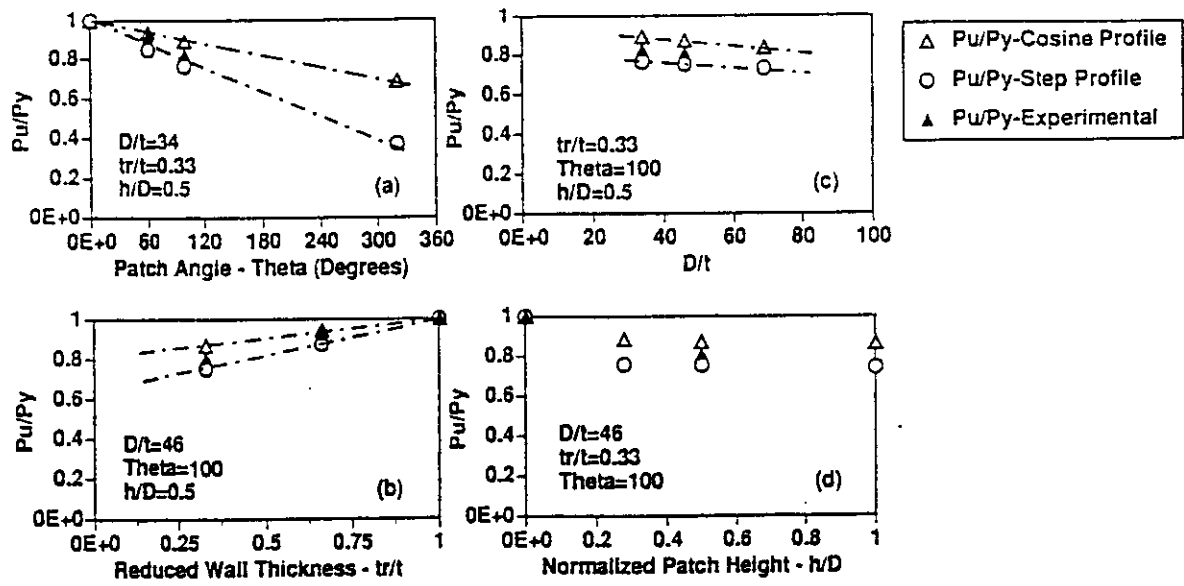 Pu/Py
1
0.8
0.6
0.4
0.2
0E+0
D/t=34
tr/t=0.33
h/D=0.5
(a)
0E+0 60 120 180 240 300 360
Patch Angle - Theta (Degrees)
Pu/Py
1
0.8
0.6
0.4
0.2
0E+0
tr/t=0.33
Theta=100
h/D=0.5
(c)
0E+0 20 40 60 80 100
D/t
Pu/Py-Cosine Profile
Pu/Py-Step Profile
Pu/Py-Experimental
Pu/Py
1
0.8
0.6
0.4
0.2
0E+0
D/t=46
Theta=100
h/D=0.5
(b)
0E+0 0.25 0.5 0.75 1
Reduced Wall Thickness - tr/t
Pu/Py
1
0.8
0.6
0.4
0.2
0E+0
D/t=46
tr/t=0.33
Theta=100
(d)
0E+0 0.2 0.4 0.6 0.8 1
Normalized Patch Height - h/D